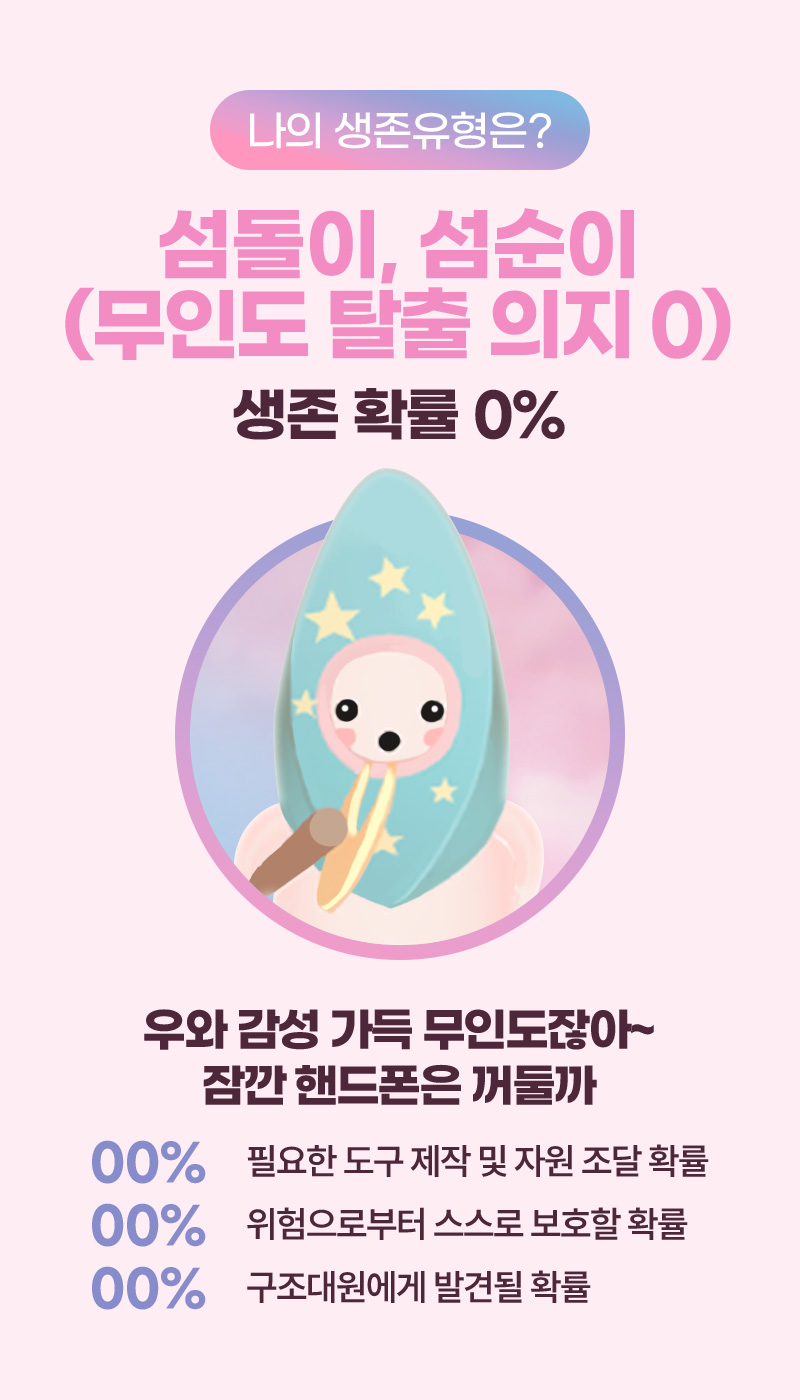 나의 생존유형은?
섬돌이, 섬순이
(무인도 탈출 의지 0)
생존 확률 0%
우와 감성 가득 무인도잖아~
잠깐 핸드폰은 꺼둘까
00% 필요한 도구 제작 및 자원 조달 확률
00% 위험으로부터 스스로 보호할 확률
00% 구조대원에게 발견될 확률